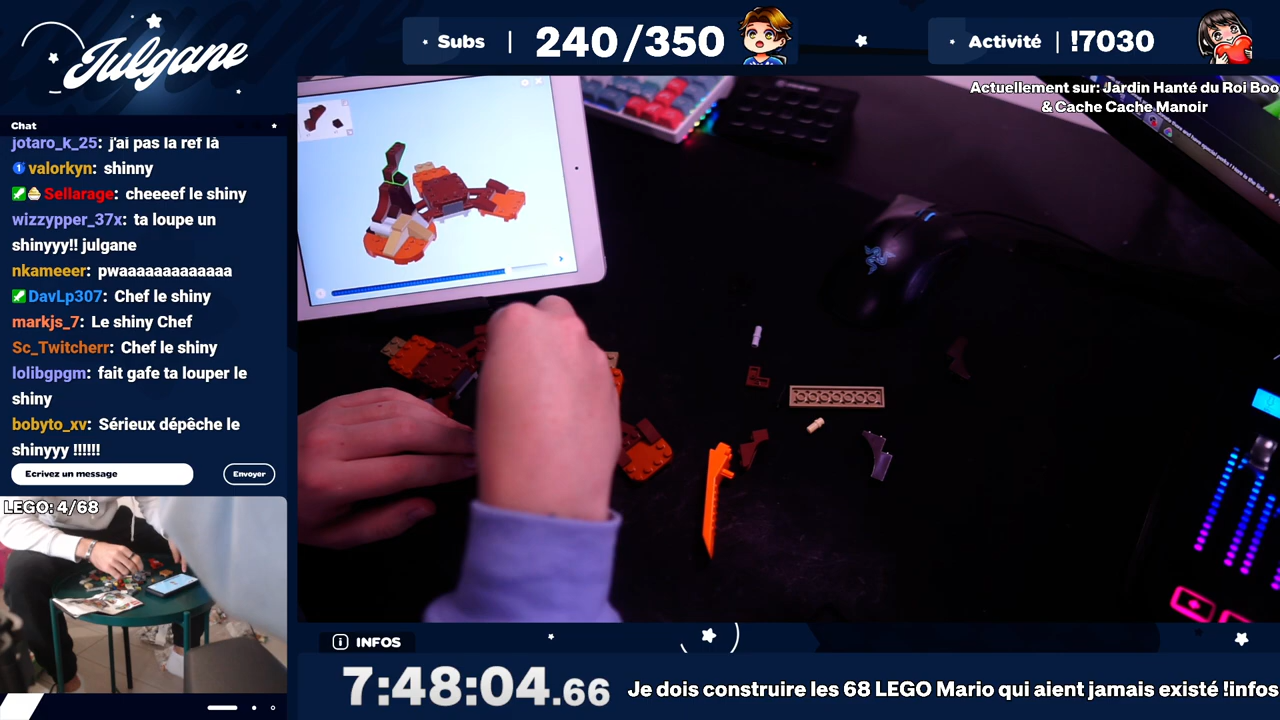 Julgane
Subs | 240/350
Activité | !7030
Actuellement sur: Jardin Hanté du Roi Boo
& Cache Cache Manoir
Chat
jotaro_k_25: j'ai pas la ref là
1 valorkyn: shinny
Sellarage: cheeeef le shiny
wizzypper_37x: ta loupe un
shinyyy!! julgane
nkameeer: pwaaaaaaaaaaaaa
DavLp307: Chef le shiny
markjs_7: Le shiny Chef
Sc_Twitcherr: Chef le shiny
lolibgpgm: fait gafe ta louper le
shiny
bobyto_xv: Sérieux dépêche le
shinyyy !!!!!!
Ecrivez un message
Envoyer
LEGO: 4/68
i INFOS
7:48:04.66
Je dois construire les 68 LEGO Mario qui aient jamais existé !infos